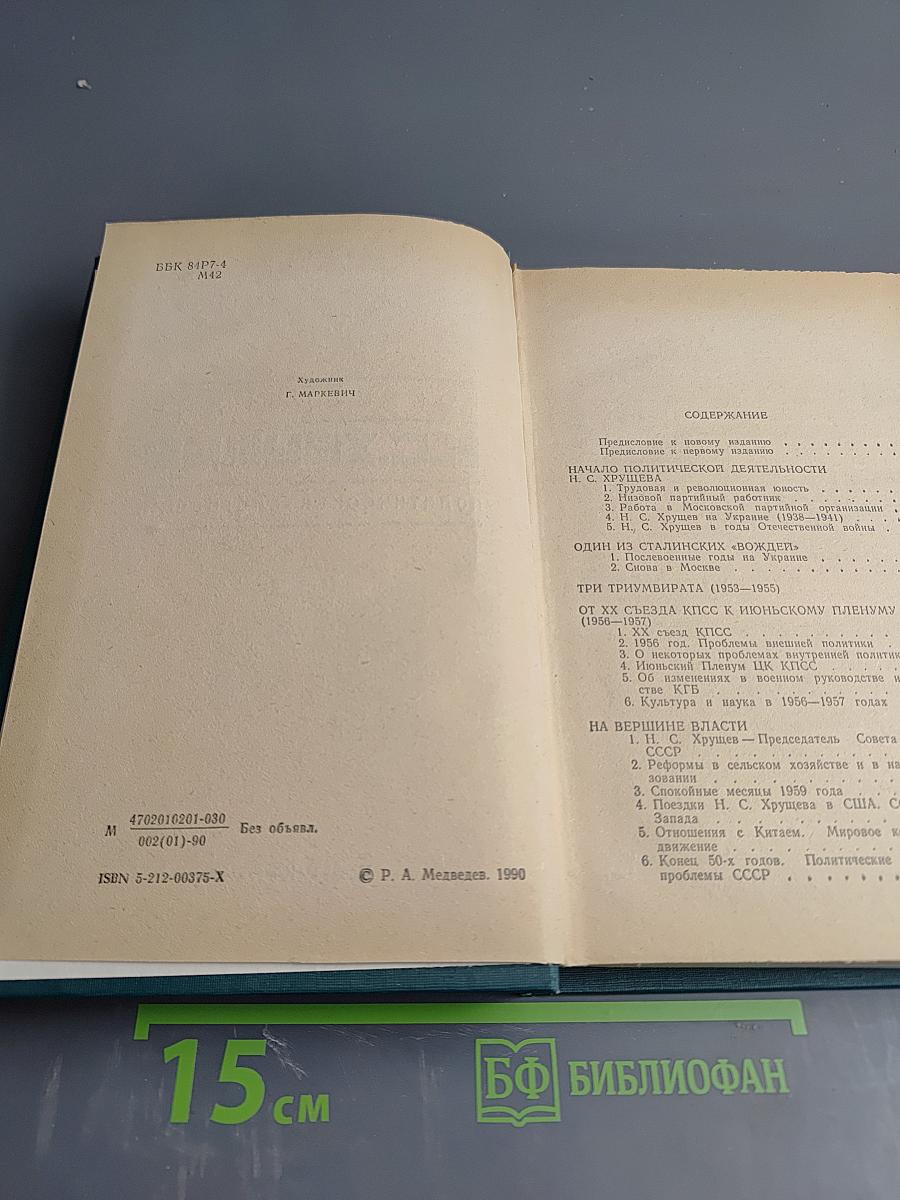 ББК 84Р7-4
М42
Художник
Г. МАРКЕВИЧ
М 4702010201-030 Без объявл.
002(01)-90
ISBN 5-212-00375-X
© Р. А. Медведев. 1990
СОДЕРЖАНИЕ
Предисловие к новому изданию . . . . . . . .
Предисловие к первому изданию . . . . . . . .
НАЧАЛО ПОЛИТИЧЕСКОЙ ДЕЯТЕЛЬНОСТИ
Н. С. ХРУЩЕВА
1. Трудовая и революционная юность . . . . . .
2. Низовой партийный работник . . . . . . . .
3. Работа в Московской партийной организации .
4. Н. С. Хрущев на Украине (1938—1941) . . . .
5. Н. С. Хрущев в годы Отечественной войны .
ОДИН ИЗ СТАЛИНСКИХ «ВОЖДЕЙ»
1. Послевоенные годы на Украине . . . . . .
2. Снова в Москве . . . . . . . . . . . .
ТРИ ТРИУМВИРАТА (1953—1955)
ОТ XX СЪЕЗДА КПСС К ИЮНЬСКОМУ ПЛЕНУМУ
(1956—1957)
1. XX съезд КПСС . . . . . . . . . . .
2. 1956 год. Проблемы внешней политики .
3. О некоторых проблемах внутренней политик
4. Июньский Пленум ЦК КПСС . . . . .
5. Об изменениях в военном руководстве и
стве КГБ . . . . . . . . . . . . .
6. Культура и наука в 1956—1957 годах
НА ВЕРШИНЕ ВЛАСТИ
1. Н. С. Хрущев — Председатель Совета
СССР . . . . . . . . . . . . . . .
2. Реформы в сельском хозяйстве и в на
зовании . . . . . . . . . . . . . .
3. Спокойные месяцы 1959 года . . . .
4. Поездки Н. С. Хрущева в США. С
Запада . . . . . . . . . . . . . .
5. Отношения с Китаем. Мировое к
движение . . . . . . . . . . . . .
6. Конец 50-х годов. Политические
проблемы СССР . . . . . . . .
15 см
БФ БИБЛИОФАН